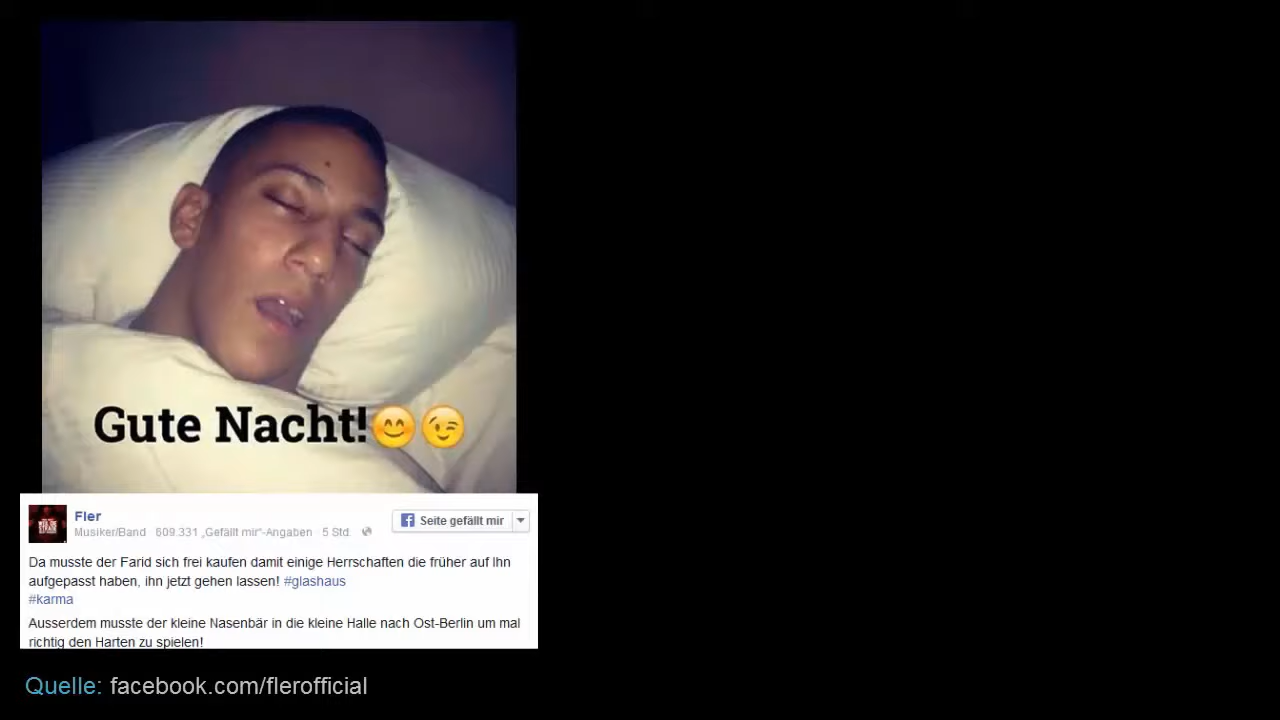 Gute Nacht!😊😉
Fler
Musiker/Band · 609.331 „Gefällt mir“-Angaben · 5 Std.
Seite gefällt mir
Da musste der Farid sich frei kaufen damit einige Herrschaften die früher auf Ihn
aufgepasst haben, ihn jetzt gehen lassen! #glashaus
#karma
Ausserdem musste der kleine Nasenbär in die kleine Halle nach Ost-Berlin um mal
richtig den Harten zu spielen!
Quelle: facebook.com/flerofficial